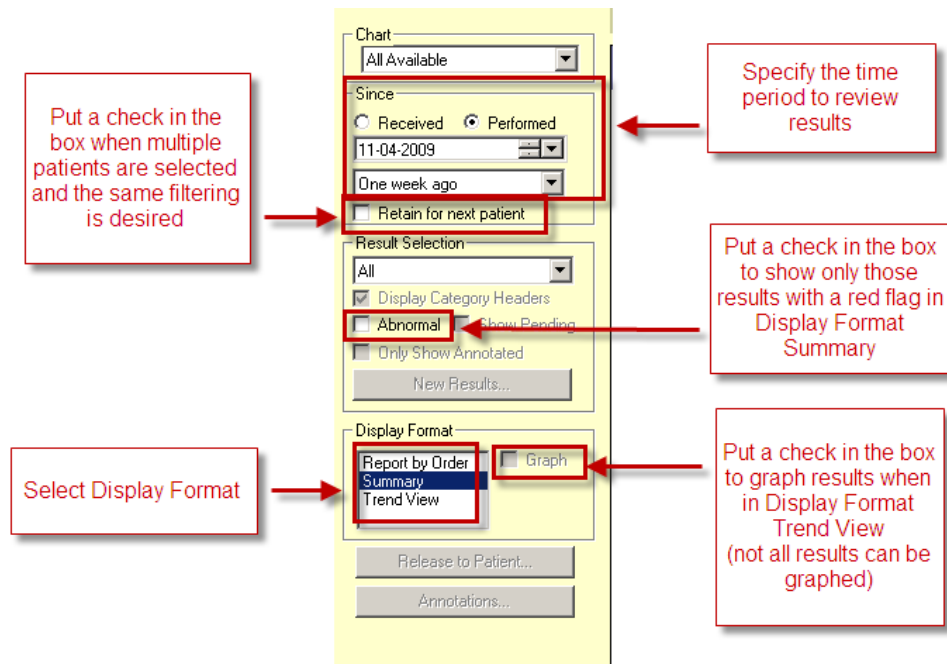 Chart
All Available
Since
Received Performed
11-04-2009
One week ago
Retain for next patient
Result Selection
All
Display Category Headers
Abnormal Show Pending
Only Show Annotated
New Results...
Display Format
Report by Order
Summary
Trend View
Graph
Release to Patient...
Annotations...
Put a check in the
box when multiple
patients are selected
and the same filtering
is desired
Select Display Format
Specify the time
period to review
results
Put a check in the box
to show only those
results with a red flag in
Display Format
Summary
Put a check in the box
to graph results when
in Display Format
Trend View
(not all results can be
graphed)